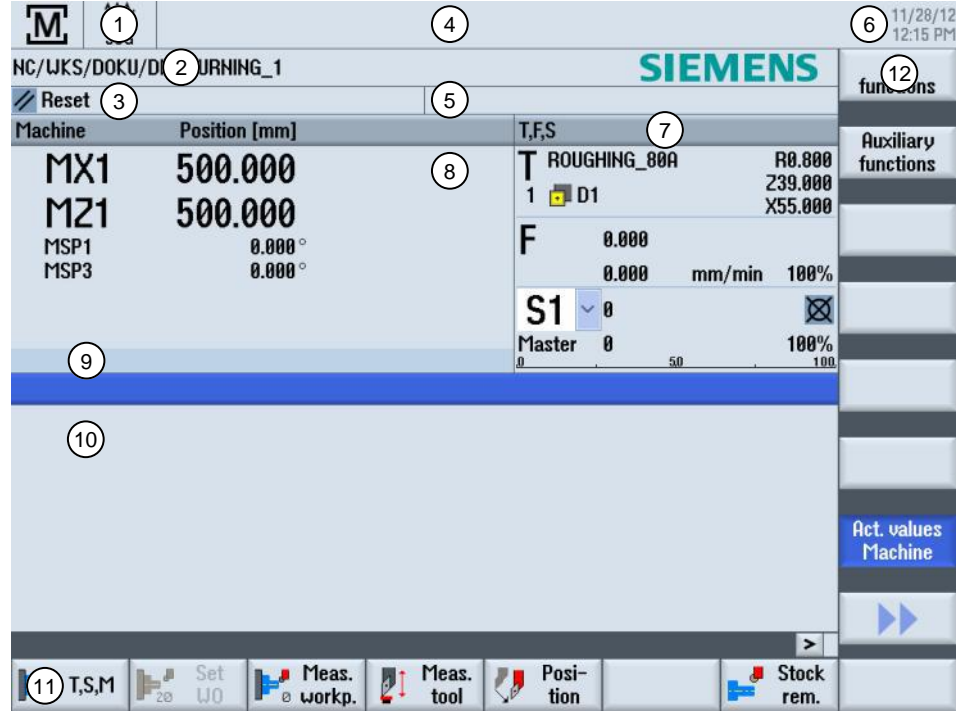 M
1
4
6
11/28/12
12:15 PM
NC/WKS/DOKU/D
2
URNING_1
SIEMENS
12
Reset
3
5
Machine
Position [mm]
T,F,S
7
Auxiliary
functions
MX1
500.000
8
T
ROUGHING_80A
R0.800
Z39.000
1
D1
X55.000
MZ1
500.000
MSP1
0.000°
F
0.000
MSP3
0.000°
0.000
mm/min
100%
S1
0
Master
0
100%
0
50
100
9
10
Act. values
Machine
>
11
T,S,M
20
Set
WO
0
Meas.
workp.
Meas.
tool
Posi-
tion
Stock
rem.